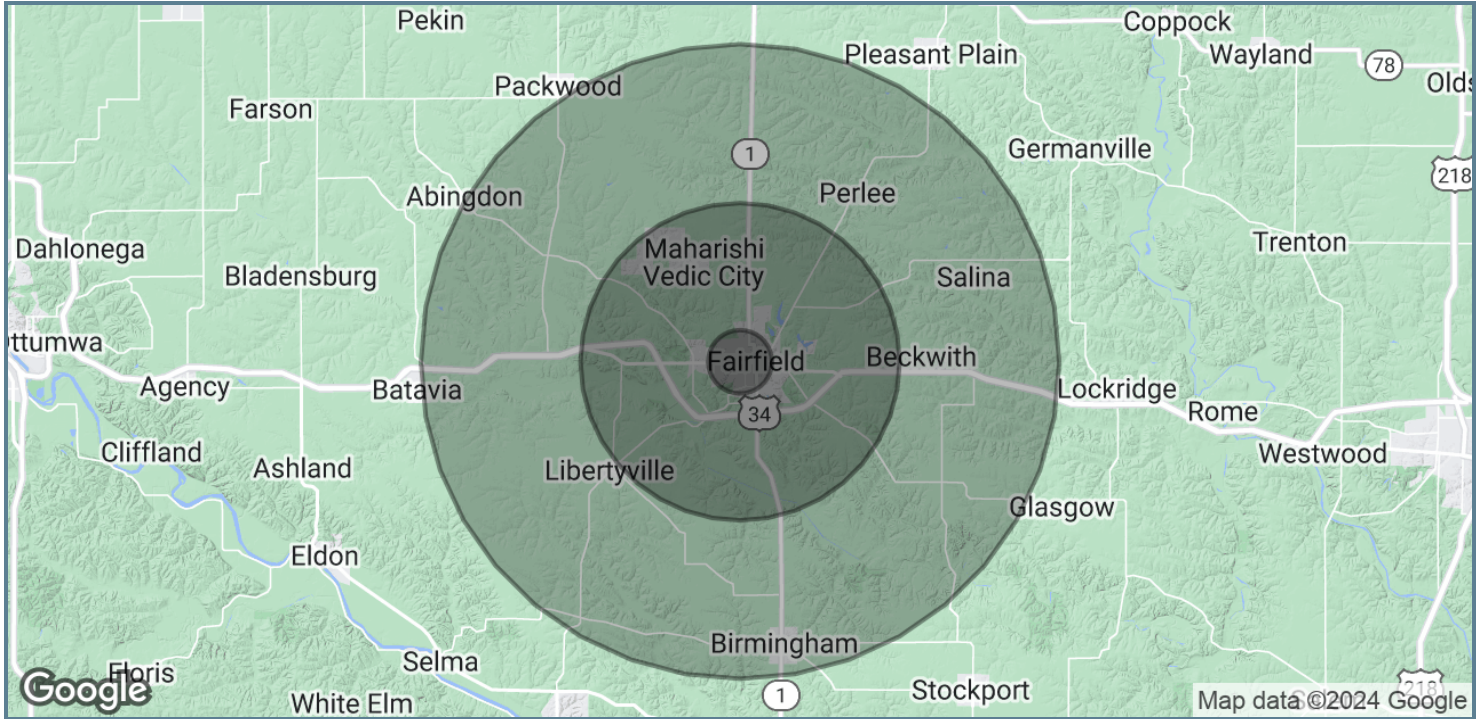 Pekin
Coppock
Pleasant Plain
Wayland
78
Packwood
Olds
Farson
Germanville
1
218
Abingdon
Perlee
Dahlonega
Maharishi
Vedic City
Trenton
Bladensburg
Salina
ttumwa
Fairfield
Beckwith
Agency
Batavia
Lockridge
Rome
34
Cliffland
Ashland
Libertyville
Westwood
Glasgow
Eldon
Birmingham
Floris
Selma
Google
White Elm
1
Stockport
218
Map data ©2024 Google